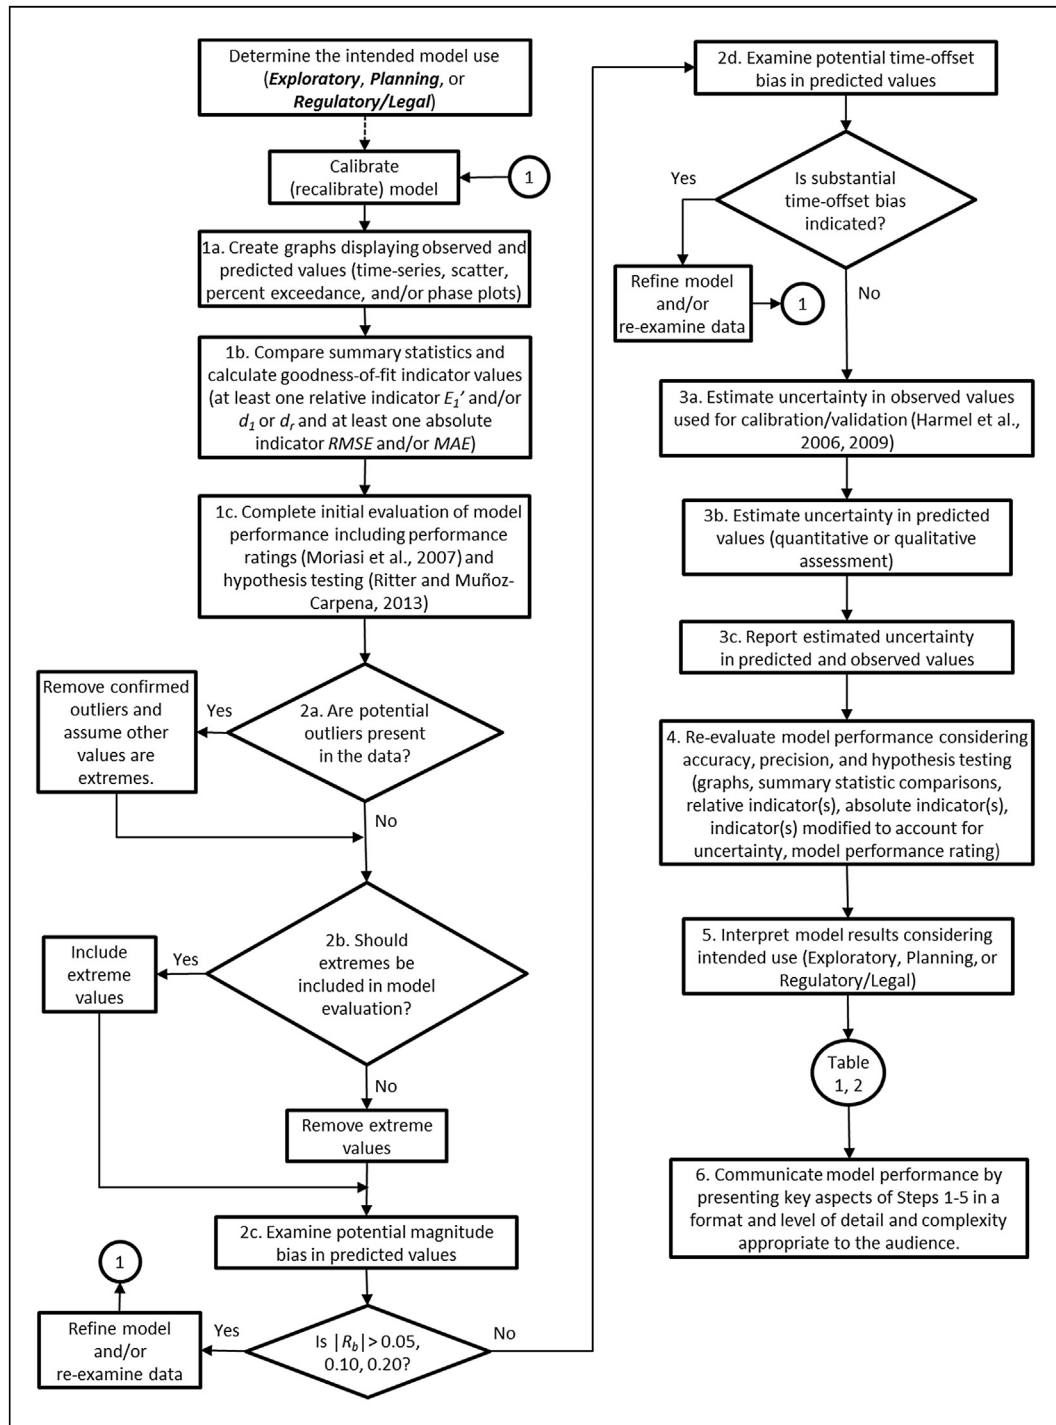 Determine the intended model use
(Exploratory, Planning, or
Regulatory/Legal)
Calibrate
(recalibrate) model
1
1a. Create graphs displaying observed and
predicted values (time-series, scatter,
percent exceedance, and/or phase plots)
1b. Compare summary statistics and
calculate goodness-of-fit indicator values
(at least one relative indicator E1’ and/or
d1 or dr and at least one absolute
indicator RMSE and/or MAE)
1c. Complete initial evaluation of model
performance including performance
ratings (Moriasi et al., 2007) and
hypothesis testing (Ritter and Muñoz-
Carpena, 2013)
2a. Are potential
outliers present
in the data?
Yes
Remove confirmed
outliers and
assume other
values are
extremes.
No
2b. Should
extremes be
included in model
evaluation?
Yes
Include
extreme
values
No
Remove extreme
values
2c. Examine potential magnitude
bias in predicted values
Is |Rb| > 0.05,
0.10, 0.20?
Yes
Refine model
and/or
re-examine data
1
No
2d. Examine potential time-offset
bias in predicted values
Is substantial
time-offset bias
indicated?
Yes
Refine model
and/or
re-examine data
1
No
3a. Estimate uncertainty in observed values
used for calibration/validation (Harmel et al.,
2006, 2009)
3b. Estimate uncertainty in predicted
values (quantitative or qualitative
assessment)
3c. Report estimated uncertainty
in predicted and observed values
4. Re-evaluate model performance considering
accuracy, precision, and hypothesis testing
(graphs, summary statistic comparisons,
relative indicator(s), absolute indicator(s),
indicator(s) modified to account for
uncertainty, model performance rating)
5. Interpret model results considering
intended use (Exploratory, Planning, or
Regulatory/Legal)
Table
1, 2
6. Communicate model performance by
presenting key aspects of Steps 1-5 in a
format and level of detail and complexity
appropriate to the audience.